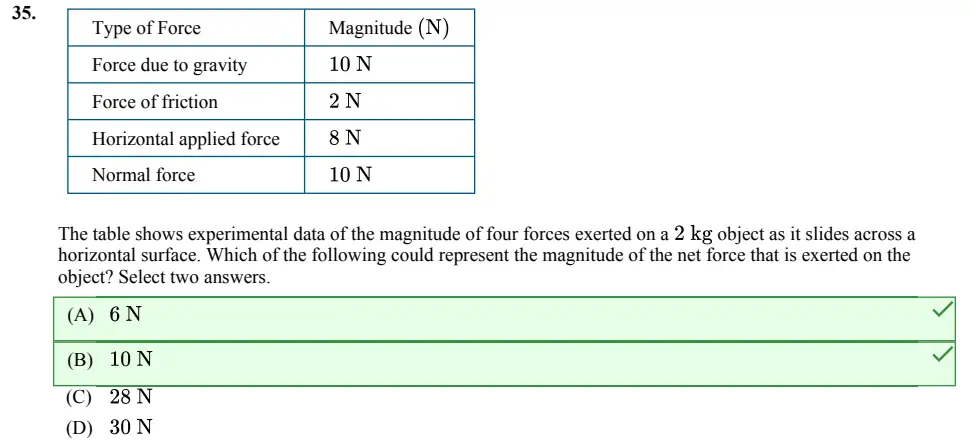 35.
Type of Force Magnitude (N)
Force due to gravity 10 N
Force of friction 2 N
Horizontal applied force 8 N
Normal force 10 N
The table shows experimental data of the magnitude of four forces exerted on a 2 kg object as it slides across a
horizontal surface. Which of the following could represent the magnitude of the net force that is exerted on the
object? Select two answers.
(A) 6 N
(B) 10 N
(C) 28 N
(D) 30 N